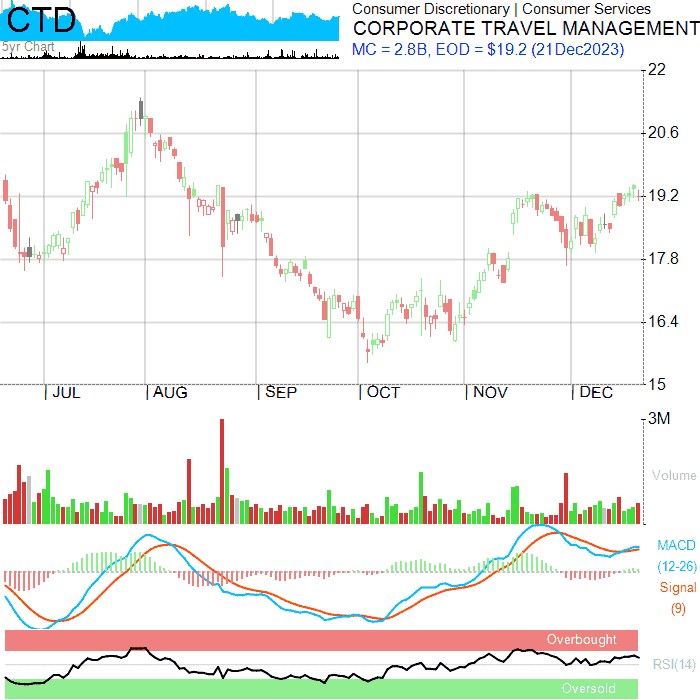 CTD
5yr Chart
Consumer Discretionary | Consumer Services
CORPORATE TRAVEL MANAGEMENT
MC = 2.8B, EOD = $19.2 (21Dec2023)
22
20.6
19.2
17.8
16.4
15
JUL AUG SEP OCT NOV DEC
3M
Volume
MACD
(12-26)
Signal
(9)
Overbought
RSI(14)
Oversold